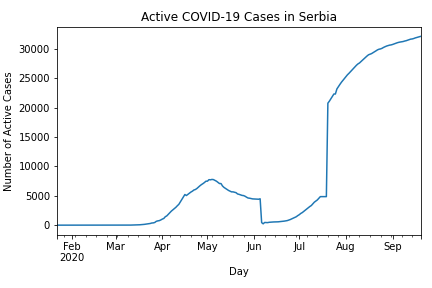 Active COVID-19 Cases in Serbia
Number of Active Cases
30000
25000
20000
15000
10000
5000
0
Feb Mar Apr May Jun Jul Aug Sep
2020
Day